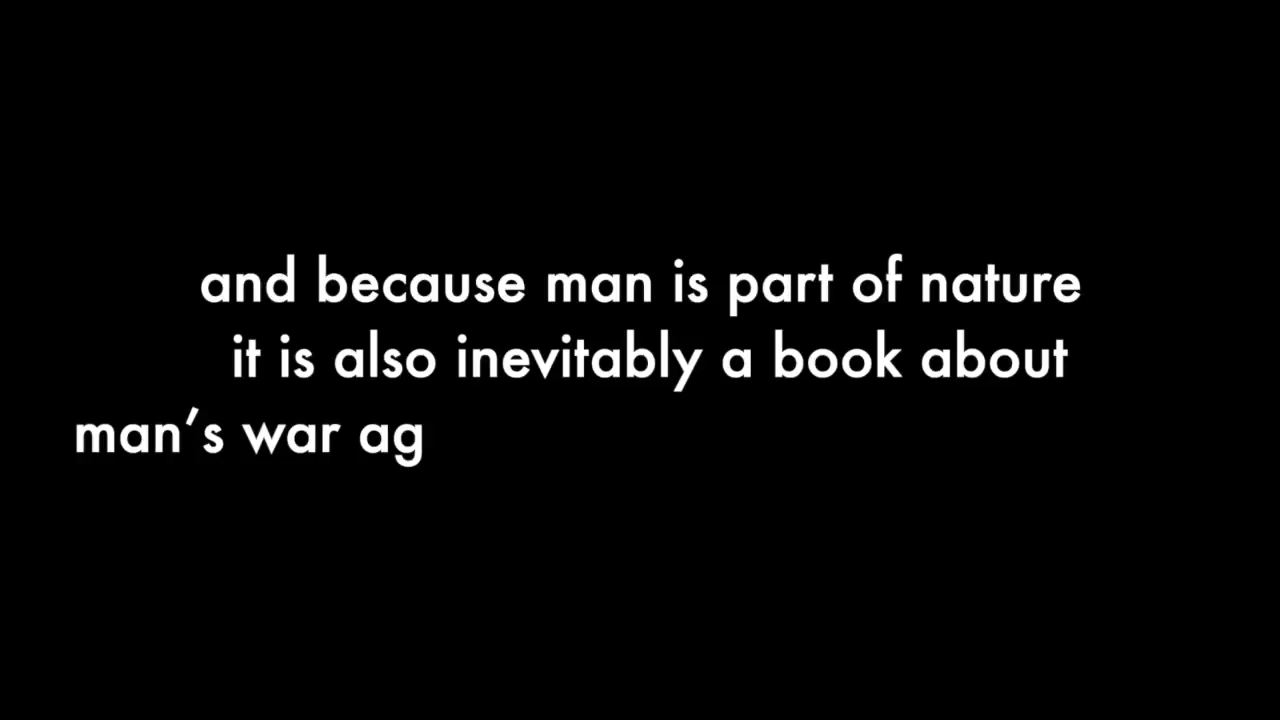 and because man is part of nature
it is also inevitably a book about
man’s war ag